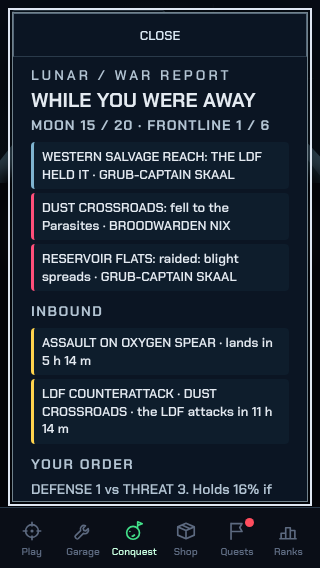 CLOSE
LUNAR / WAR REPORT
WHILE YOU WERE AWAY
MOON 15 / 20 · FRONTLINE 1 / 6
WESTERN SALVAGE REACH: THE LDF
HELD IT · GRUB-CAPTAIN SKAAL
DUST CROSSROADS: fell to the
Parasites · BROODWARDEN NIX
RESERVOIR FLATS: raided: blight
spreads · GRUB-CAPTAIN SKAAL
INBOUND
ASSAULT ON OXYGEN SPEAR · lands in
5 h 14 m
LDF COUNTERATTACK · DUST
CROSSROADS · the LDF attacks in 11 h
14 m
YOUR ORDER
DEFENSE 1 vs THREAT 3. Holds 16% if
Play Garage Conquest Shop Quests Ranks